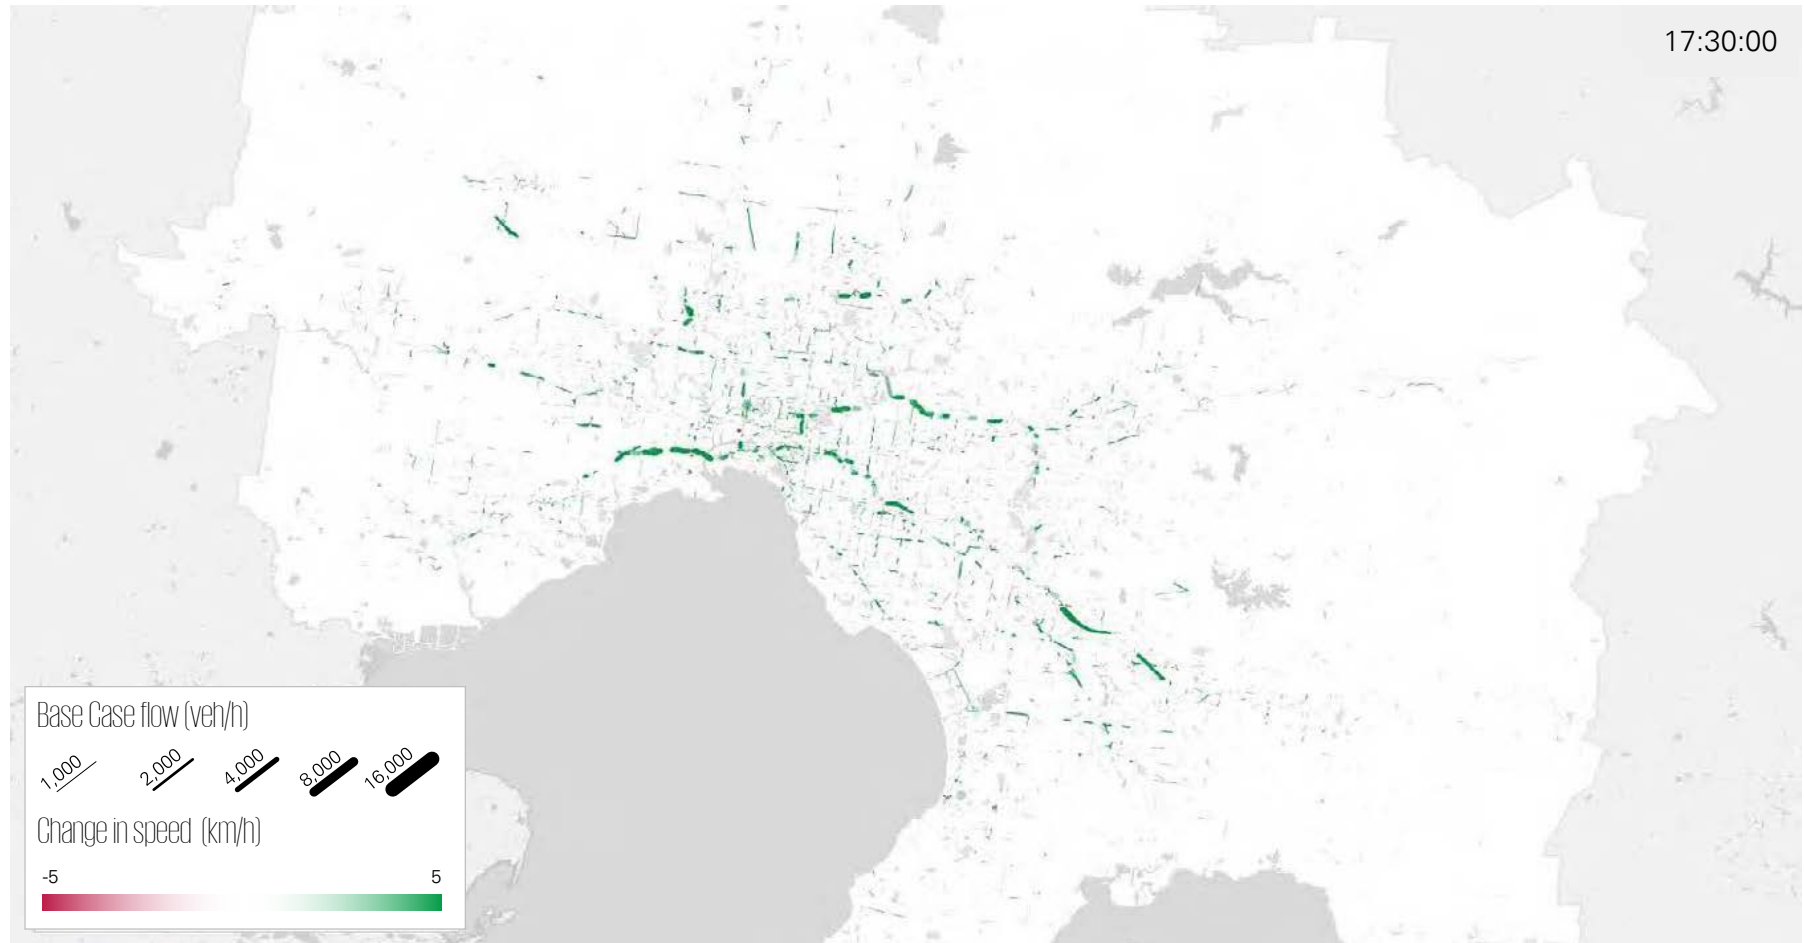 17:30:00
Base Case flow (veh/h)
1,000 2,000 4,000 8,000 16,000
Change in speed (km/h)
-5 5